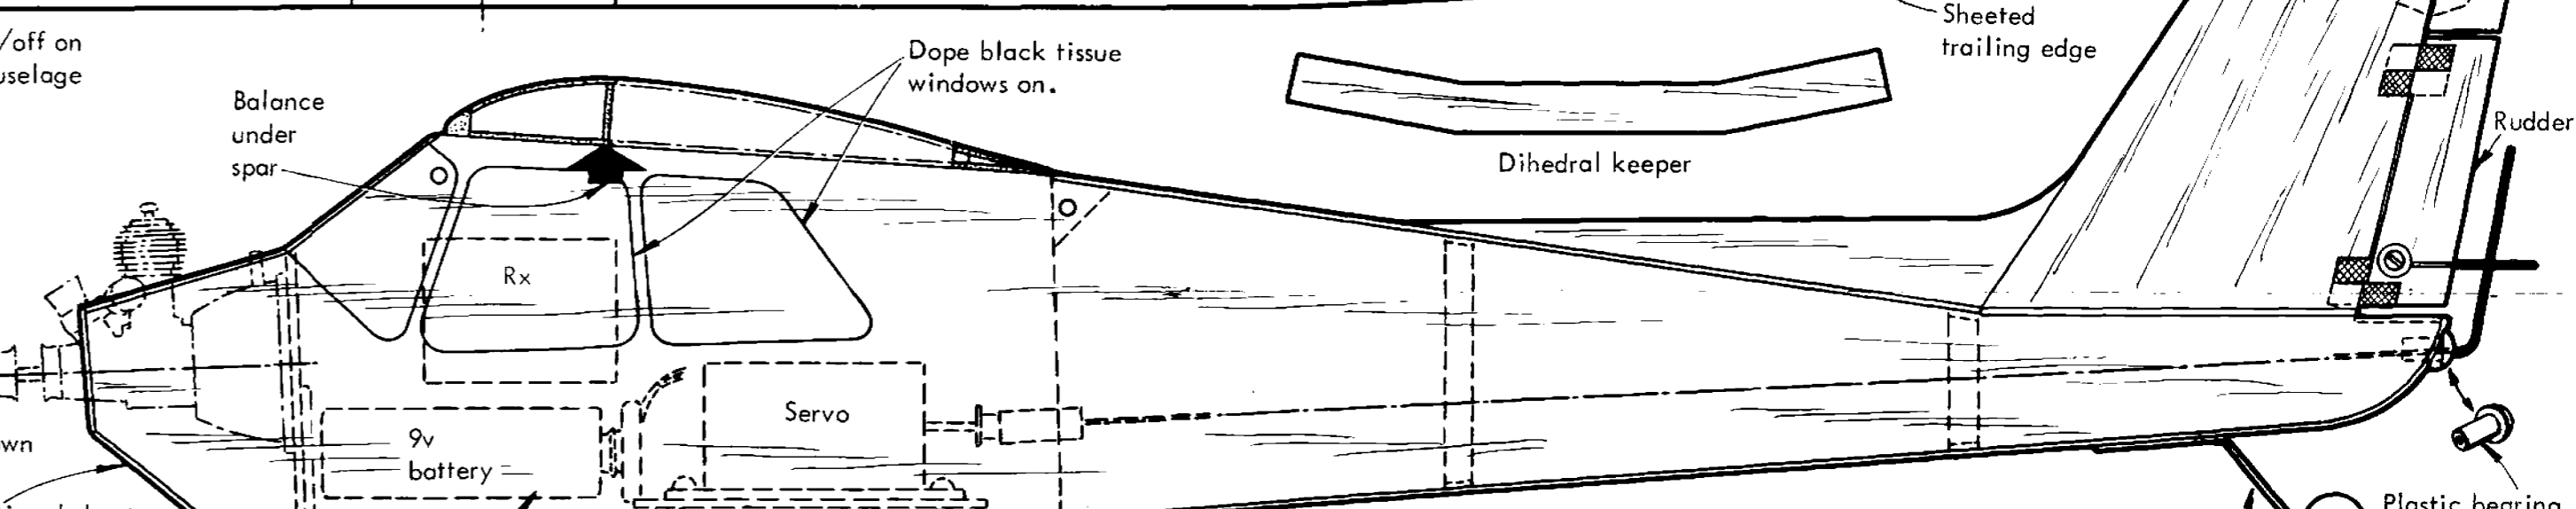 /off on
uselage
Balance
under
spar
Dope black tissue
windows on.
Dihedral keeper
Sheeted
trailing edge
Rudder
Rx
Servo
9v
battery
wn
Plastic bearing